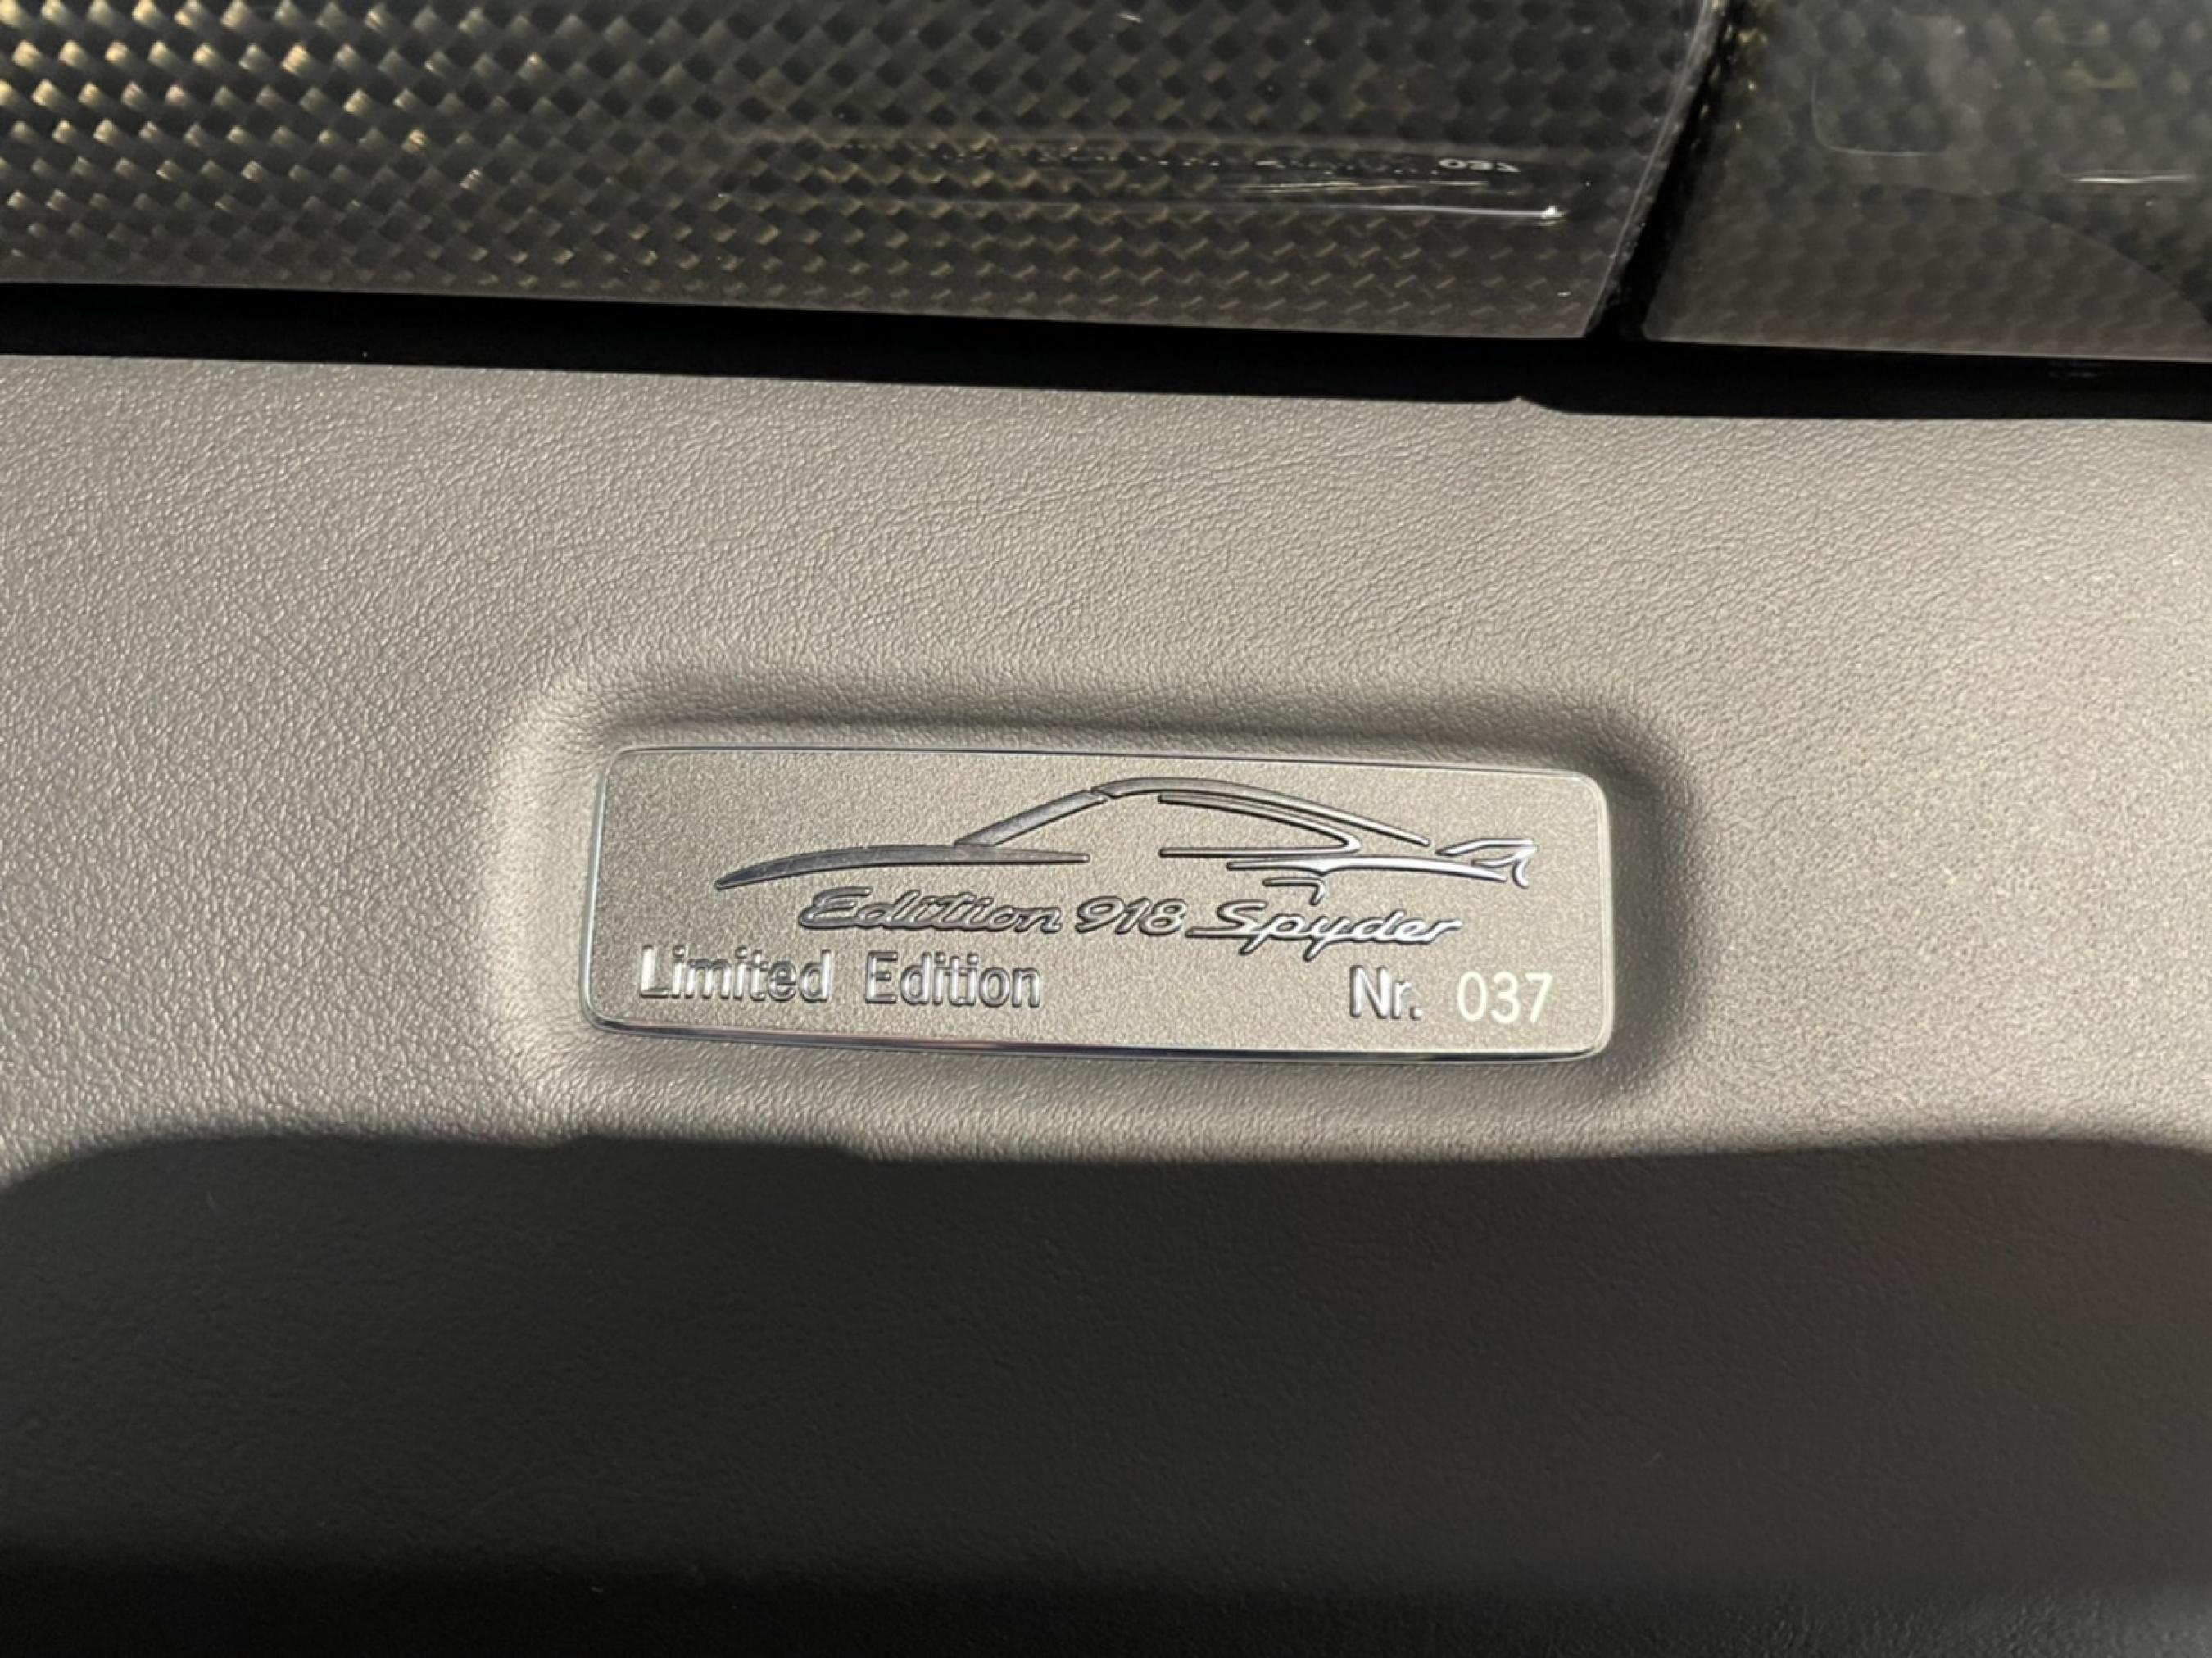 Edition 918 Spyder
Limited Edition Nr. 037